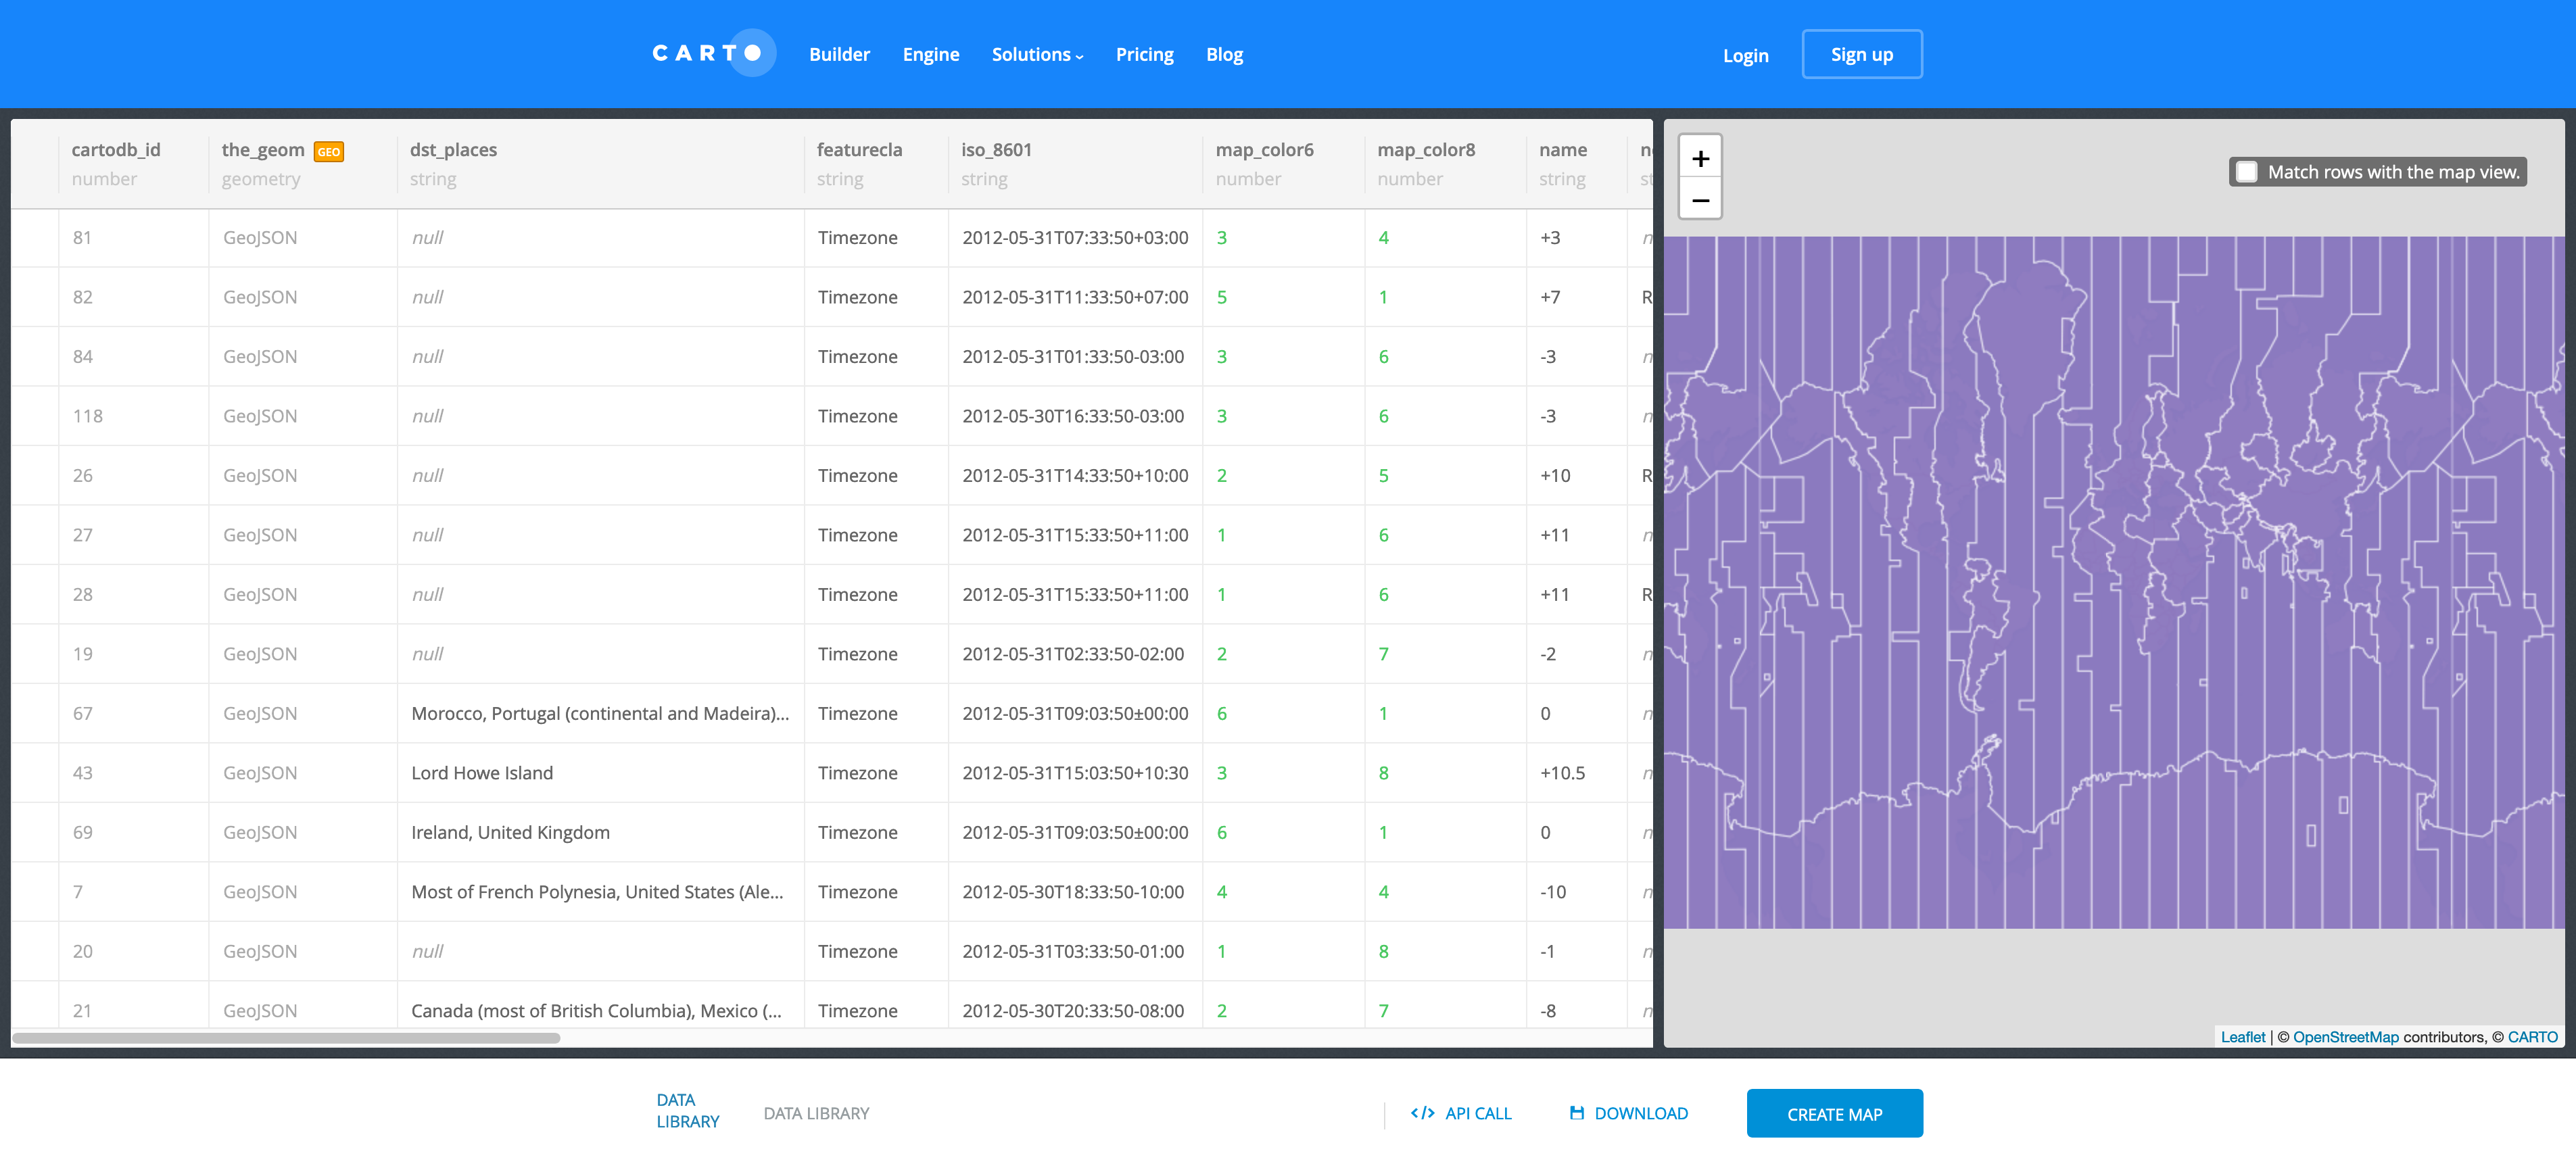 CARTO Builder Engine Solutions Pricing Blog Login Sign up
cartodb_id the_geom GEO dst_places featurecla iso_8601 map_color6 map_color8 name
number geometry string string string number number string
81 GeoJSON null Timezone 2012-05-31T07:33:50+03:00 3 4 +3
82 GeoJSON null Timezone 2012-05-31T11:33:50+07:00 5 1 +7 R
84 GeoJSON null Timezone 2012-05-31T01:33:50-03:00 3 6 -3
118 GeoJSON null Timezone 2012-05-30T16:33:50-03:00 3 6 -3
26 GeoJSON null Timezone 2012-05-31T14:33:50+10:00 2 5 +10 R
27 GeoJSON null Timezone 2012-05-31T15:33:50+11:00 1 6 +11
28 GeoJSON null Timezone 2012-05-31T15:33:50+11:00 1 6 +11 R
19 GeoJSON null Timezone 2012-05-31T02:33:50-02:00 2 7 -2
67 GeoJSON Morocco, Portugal (continental and Madeira)... Timezone 2012-05-31T09:03:50±00:00 6 1 0
43 GeoJSON Lord Howe Island Timezone 2012-05-31T15:03:50+10:30 3 8 +10.5
69 GeoJSON Ireland, United Kingdom Timezone 2012-05-31T09:03:50±00:00 6 1 0
7 GeoJSON Most of French Polynesia, United States (Ale... Timezone 2012-05-30T18:33:50-10:00 4 4 -10
20 GeoJSON null Timezone 2012-05-31T03:33:50-01:00 1 8 -1
21 GeoJSON Canada (most of British Columbia), Mexico (... Timezone 2012-05-30T20:33:50-08:00 2 7 -8
+
−
Match rows with the map view.
Leaflet | © OpenStreetMap contributors, © CARTO
DATA
LIBRARY
DATA LIBRARY
</> API CALL
DOWNLOAD
CREATE MAP